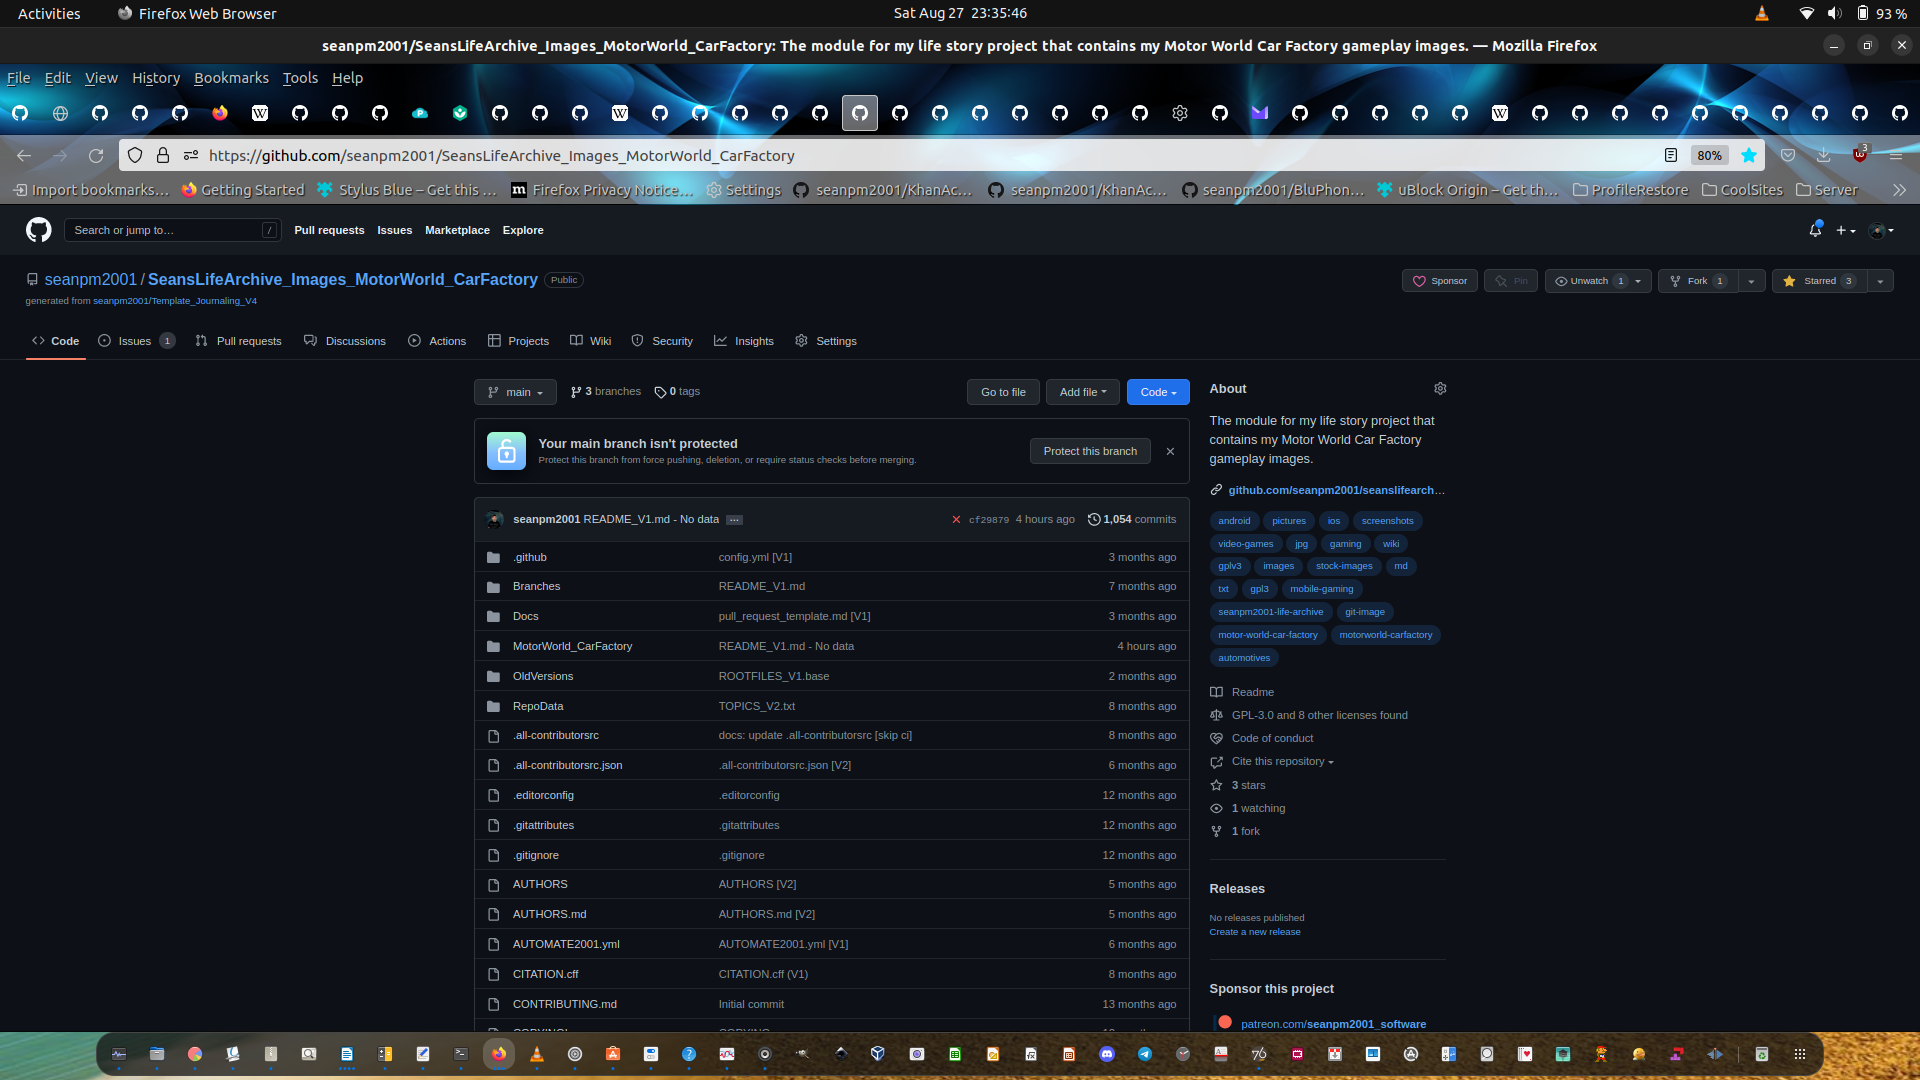 Activities
Firefox Web Browser
Sat Aug 27 23:35:46
93 %
seanpm2001/SeansLifeArchive_Images_MotorWorld_CarFactory: The module for my life story project that contains my Motor World Car Factory gameplay images. — Mozilla Firefox
File Edit View History Bookmarks Tools Help
https://github.com/seanpm2001/SeansLifeArchive_Images_MotorWorld_CarFactory
80%
3
Import bookmarks… Getting Started Stylus Blue – Get this … Firefox Privacy Notice… Settings seanpm2001/KhanAc… seanpm2001/KhanAc… seanpm2001/BluPhon… uBlock Origin – Get th… ProfileRestore CoolSites Server
Search or jump to… /
Pull requests Issues Marketplace Explore
seanpm2001 / SeansLifeArchive_Images_MotorWorld_CarFactory Public
Sponsor Pin Unwatch 1 Fork 1 Starred 3
generated from seanpm2001/Template_Journaling_V4
Code Issues 1 Pull requests Discussions Actions Projects Wiki Security Insights Settings
main 3 branches 0 tags Go to file Add file Code
Your main branch isn't protected
Protect this branch from force pushing, deletion, or require status checks before merging.
Protect this branch
seanpm2001 README_V1.md - No data … cf29879 4 hours ago 1,054 commits
.github config.yml [V1] 3 months ago
Branches README_V1.md 7 months ago
Docs pull_request_template.md [V1] 3 months ago
MotorWorld_CarFactory README_V1.md - No data 4 hours ago
OldVersions ROOTFILES_V1.base 2 months ago
RepoData TOPICS_V2.txt 8 months ago
.all-contributorsrc docs: update .all-contributorsrc [skip ci] 8 months ago
.all-contributorsrc.json .all-contributorsrc.json [V2] 6 months ago
.editorconfig .editorconfig 12 months ago
.gitattributes .gitattributes 12 months ago
.gitignore .gitignore 12 months ago
AUTHORS AUTHORS [V2] 5 months ago
AUTHORS.md AUTHORS.md [V2] 5 months ago
AUTOMATE2001.yml AUTOMATE2001.yml [V1] 6 months ago
CITATION.cff CITATION.cff (V1) 8 months ago
CONTRIBUTING.md Initial commit 13 months ago
About
The module for my life story project that
contains my Motor World Car Factory
gameplay images.
github.com/seanpm2001/seanslifearch…
android pictures ios screenshots
video-games jpg gaming wiki
gplv3 images stock-images md
txt gpl3 mobile-gaming
seanpm2001-life-archive git-image
motor-world-car-factory motorworld-carfactory
automotives
Readme
GPL-3.0 and 8 other licenses found
Code of conduct
Cite this repository
3 stars
1 watching
1 fork
Releases
No releases published
Create a new release
Sponsor this project
patreon.com/seanpm2001_software